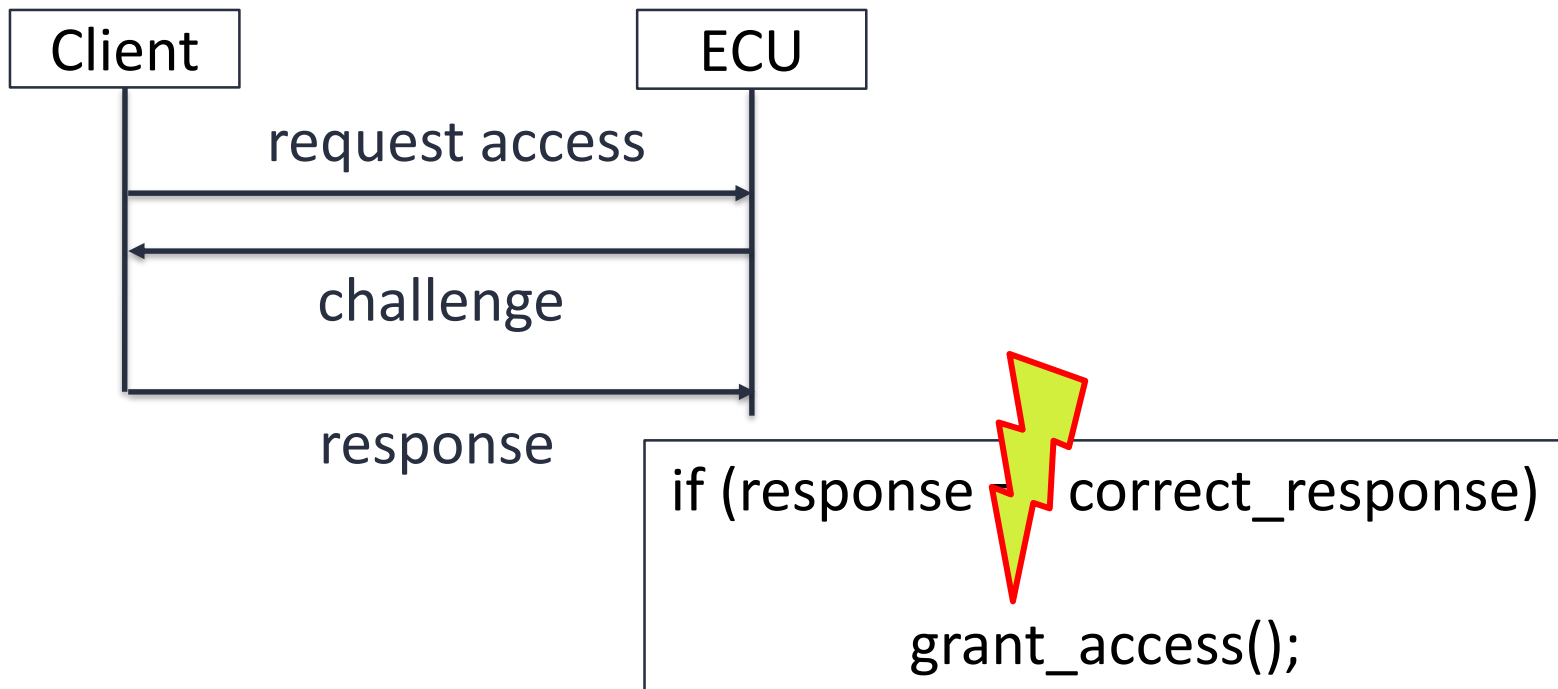 Client
ECU
request access
challenge
response
if (response correct_response)
grant_access();